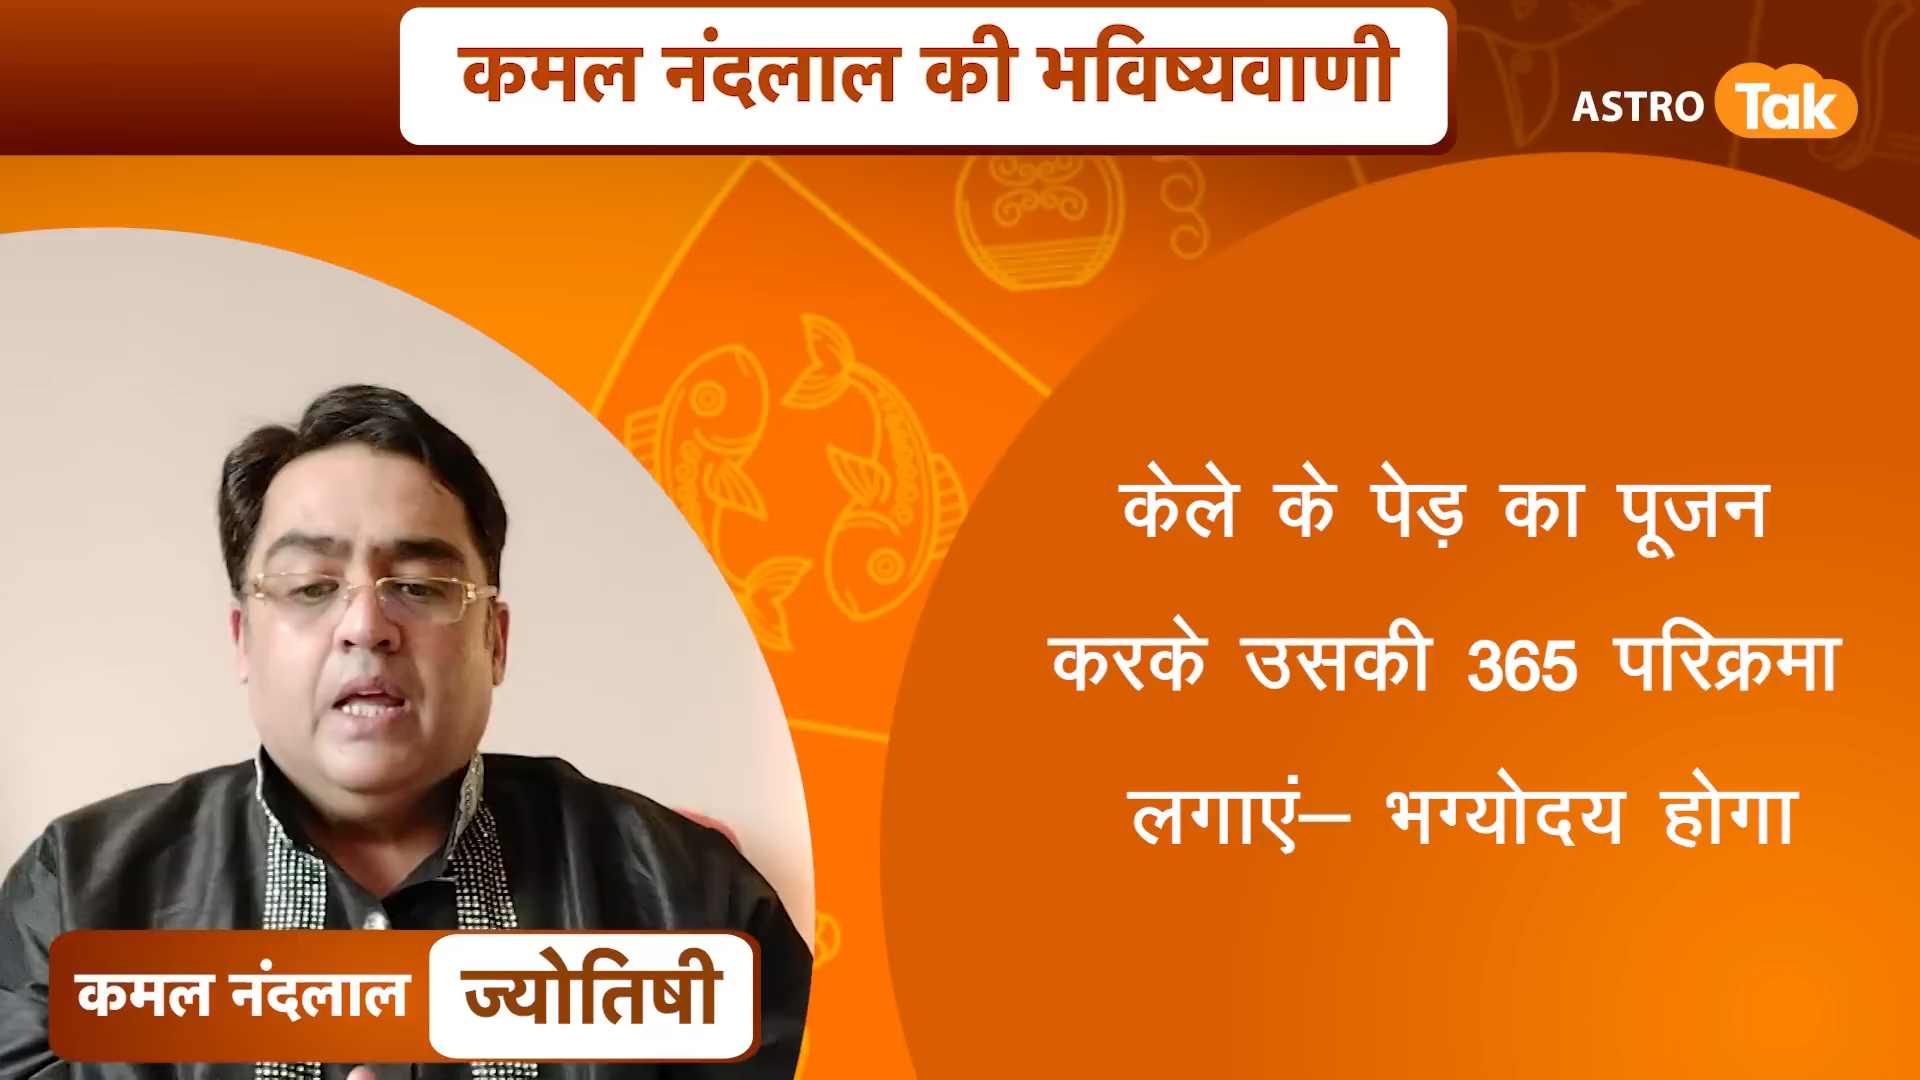 कमल नंदलाल की भविष्यवाणी
ASTRO Tak
केले के पेड़ का पूजन
करके उसकी 365 परिक्रमा
लगाएं– भग्योदय होगा
कमल नंदलाल ज्योतिषी